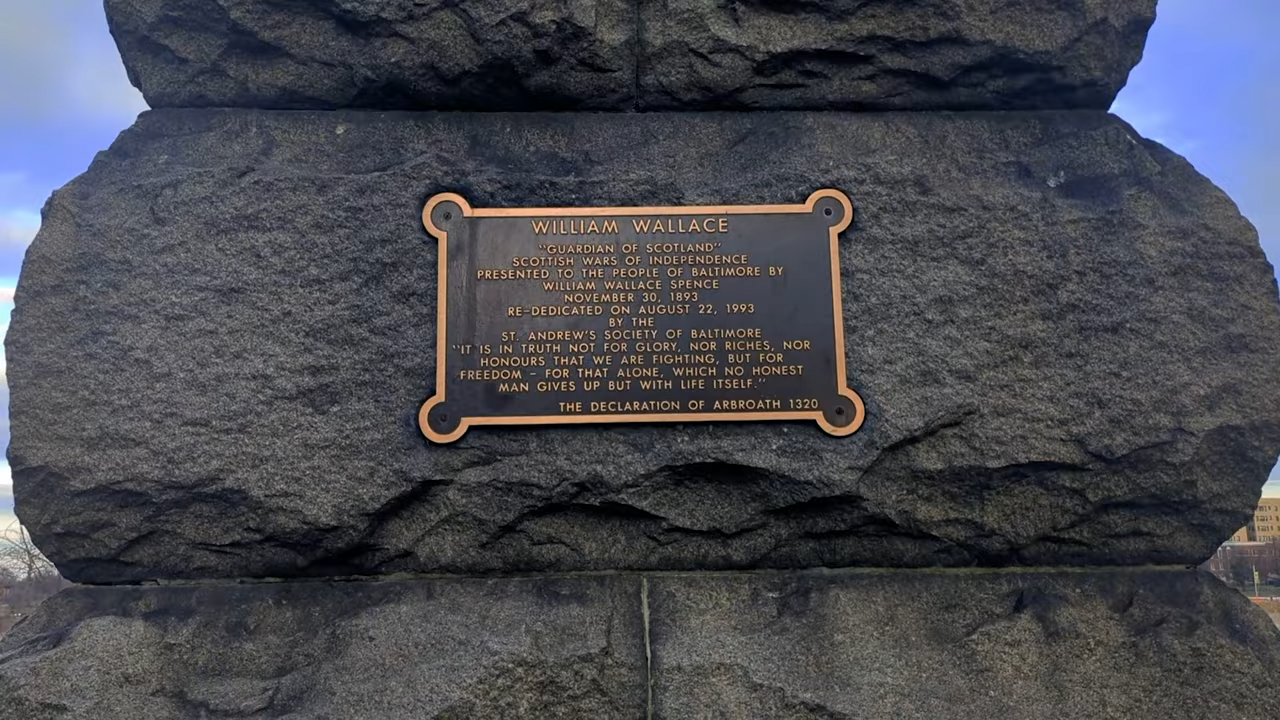 WILLIAM WALLACE
"GUARDIAN OF SCOTLAND"
SCOTTISH WARS OF INDEPENDENCE
PRESENTED TO THE PEOPLE OF BALTIMORE BY
WILLIAM WALLACE SPENCE
NOVEMBER 30, 1893
RE-DEDICATED ON AUGUST 22, 1993
BY THE
ST. ANDREW'S SOCIETY OF BALTIMORE
"IT IS IN TRUTH NOT FOR GLORY, NOR RICHES, NOR
HONOURS THAT WE ARE FIGHTING, BUT FOR
FREEDOM - FOR THAT ALONE, WHICH NO HONEST
MAN GIVES UP BUT WITH LIFE ITSELF."
THE DECLARATION OF ARBROATH 1320